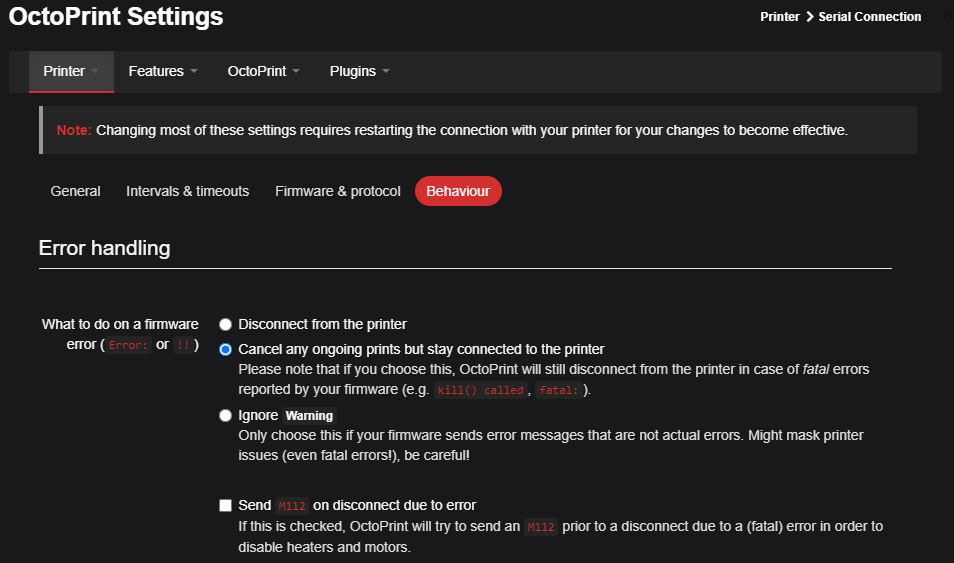 OctoPrint Settings
Printer > Serial Connection
Printer Features OctoPrint Plugins
Note: Changing most of these settings requires restarting the connection with your printer for your changes to become effective.
General Intervals & timeouts Firmware & protocol Behaviour
Error handling
What to do on a firmware
error ( Error: or !! )
Disconnect from the printer
Cancel any ongoing prints but stay connected to the printer
Please note that if you choose this, OctoPrint will still disconnect from the printer in case of fatal errors
reported by your firmware (e.g. kill() called , fatal: ).
Ignore Warning
Only choose this if your firmware sends error messages that are not actual errors. Might mask printer
issues (even fatal errors!), be careful!
Send M112 on disconnect due to error
If this is checked, OctoPrint will try to send an M112 prior to a disconnect due to a (fatal) error in order to
disable heaters and motors.